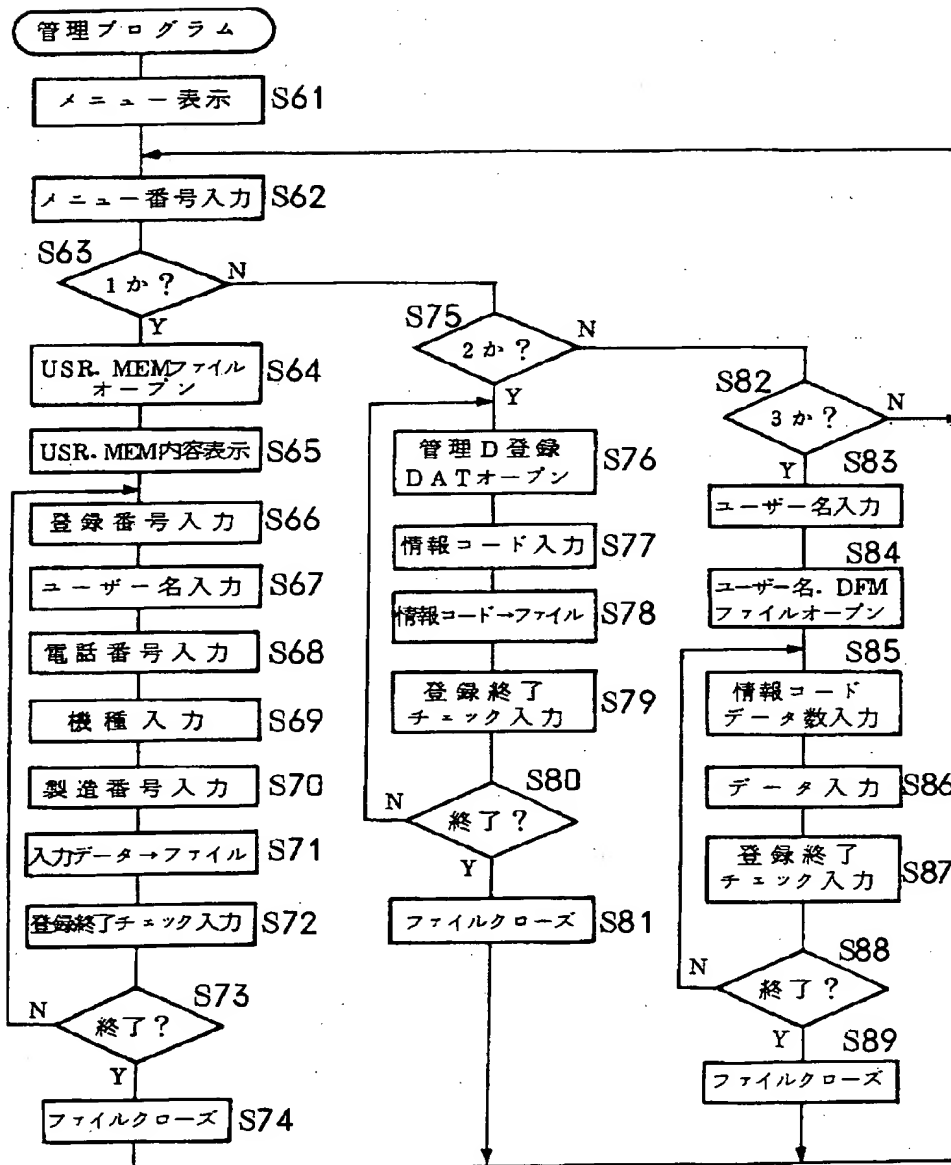 管理プログラム
メニュー表示 S61
メニュー番号入力 S62
S63
1か?
N
Y
USR.MEMファイル
オープン
S64
USR.MEM内容表示 S65
登録番号入力 S66
ユーザー名入力 S67
電話番号入力 S68
機種入力 S69
製造番号入力 S70
入力データ→ファイル S71
登録終了チェック入力 S72
S73
N
終了?
Y
ファイルクローズ S74
S75
2か?
N
Y
管理D登録
DATオープン
S76
情報コード入力 S77
情報コード→ファイル S78
登録終了
チェック入力
S79
S80
N
終了?
Y
ファイルクローズ S81
S82
3か?
N
Y
S83
ユーザー名入力
S84
ユーザー名.DFM
ファイルオープン
S85
情報コード
データ数入力
データ入力 S86
登録終了
チェック入力
S87
S88
N
終了?
Y
S89
ファイルクローズ